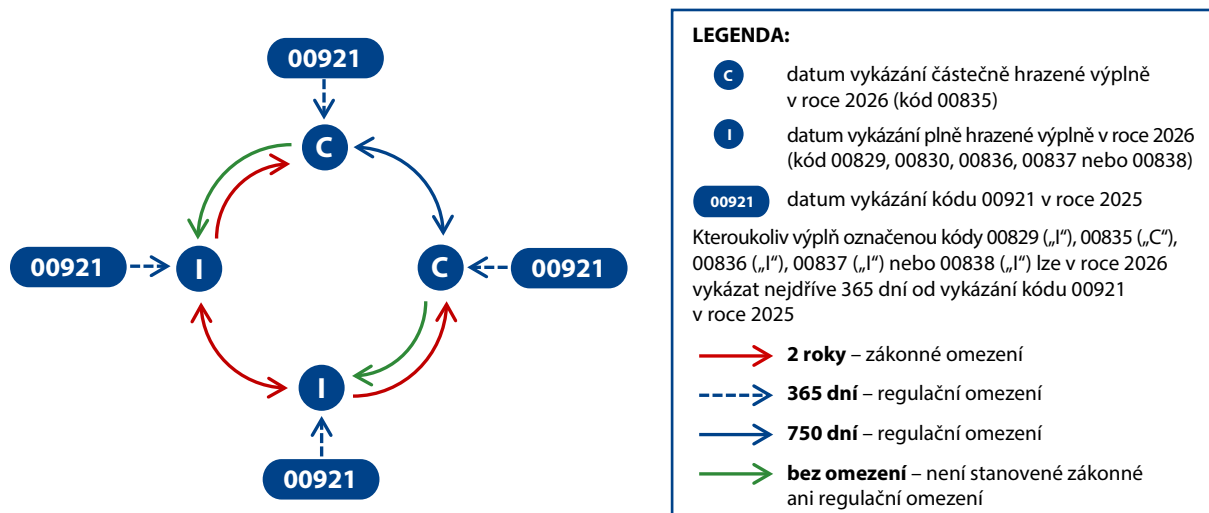 00921
C
00921
I
C
00921
I
00921
LEGENDA:
C
datum vykázání částečně hrazené výplně
v roce 2026 (kód 00835)
I
datum vykázání plně hrazené výplně v roce 2026
(kód 00829, 00830, 00836, 00837 nebo 00838)
00921
datum vykázání kódu 00921 v roce 2025
Kteroukoliv výplň označenou kódy 00829 („I“), 00835 („C“),
00836 („I“), 00837 („I“) nebo 00838 („I“) lze v roce 2026
vykázat nejdříve 365 dní od vykázání kódu 00921
v roce 2025
2 roky – zákonné omezení
365 dní – regulační omezení
750 dní – regulační omezení
bez omezení – není stanovené zákonné
ani regulační omezení